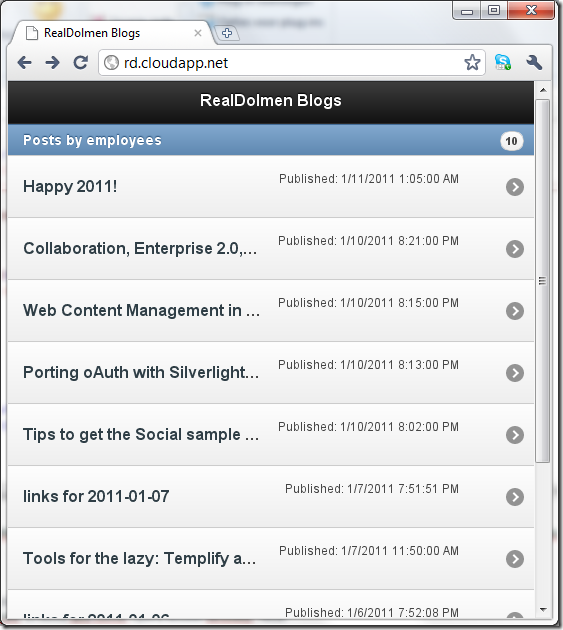 RealDolmen Blogs
rd.cloudapp.net
RealDolmen Blogs
Posts by employees 10
Happy 2011! Published: 1/11/2011 1:05:00 AM
Collaboration, Enterprise 2.0,... Published: 1/10/2011 8:21:00 PM
Web Content Management in ... Published: 1/10/2011 8:15:00 PM
Porting oAuth with Silverlight... Published: 1/10/2011 8:13:00 PM
Tips to get the Social sample ... Published: 1/10/2011 8:02:00 PM
links for 2011-01-07 Published: 1/7/2011 7:51:51 PM
Tools for the lazy: Templify a... Published: 1/7/2011 11:50:00 AM
links for 2011-01-06 Published: 1/6/2011 7:52:08 PM